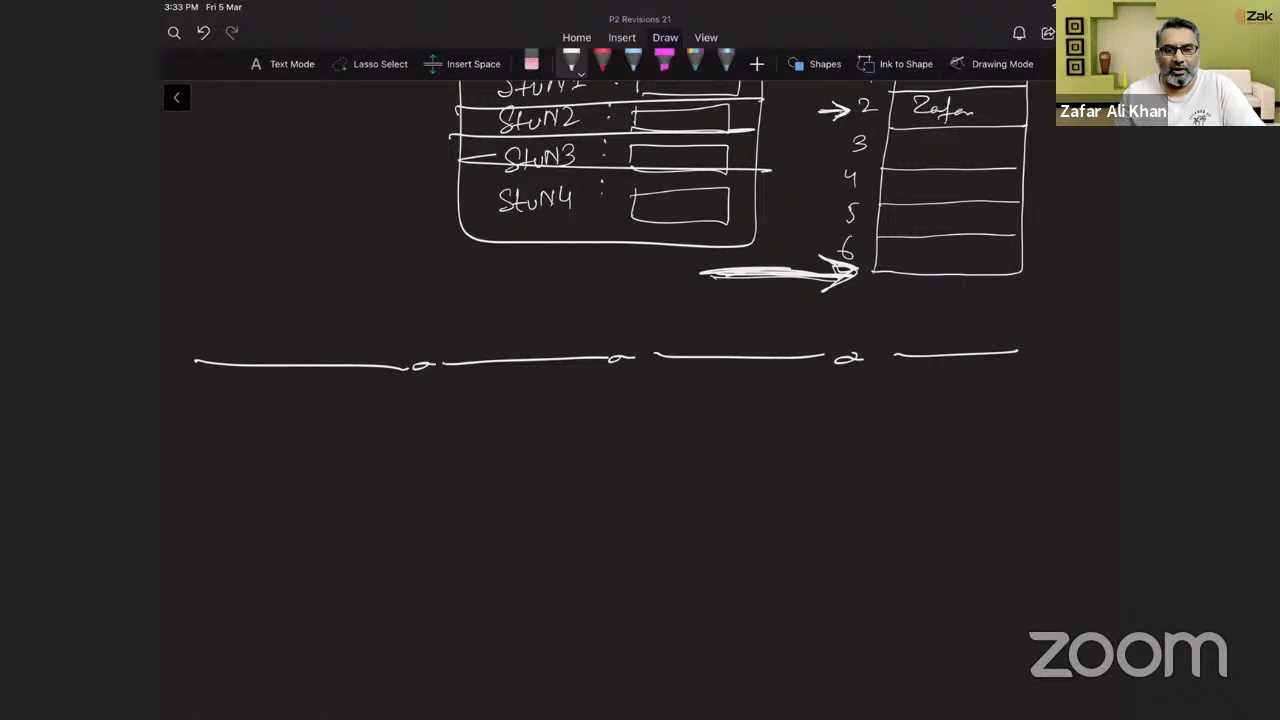 3:33 PM Fri 5 Mar
P2 Revisions 21
Home Insert Draw View
Text Mode Lasso Select Insert Space Shapes Ink to Shape Drawing Mode
Zak
Zafar Ali Khan
StuN1 :
StuN2 :
StuN3 :
StuN4 :
2 Zafar
3
4
5
6
zoom